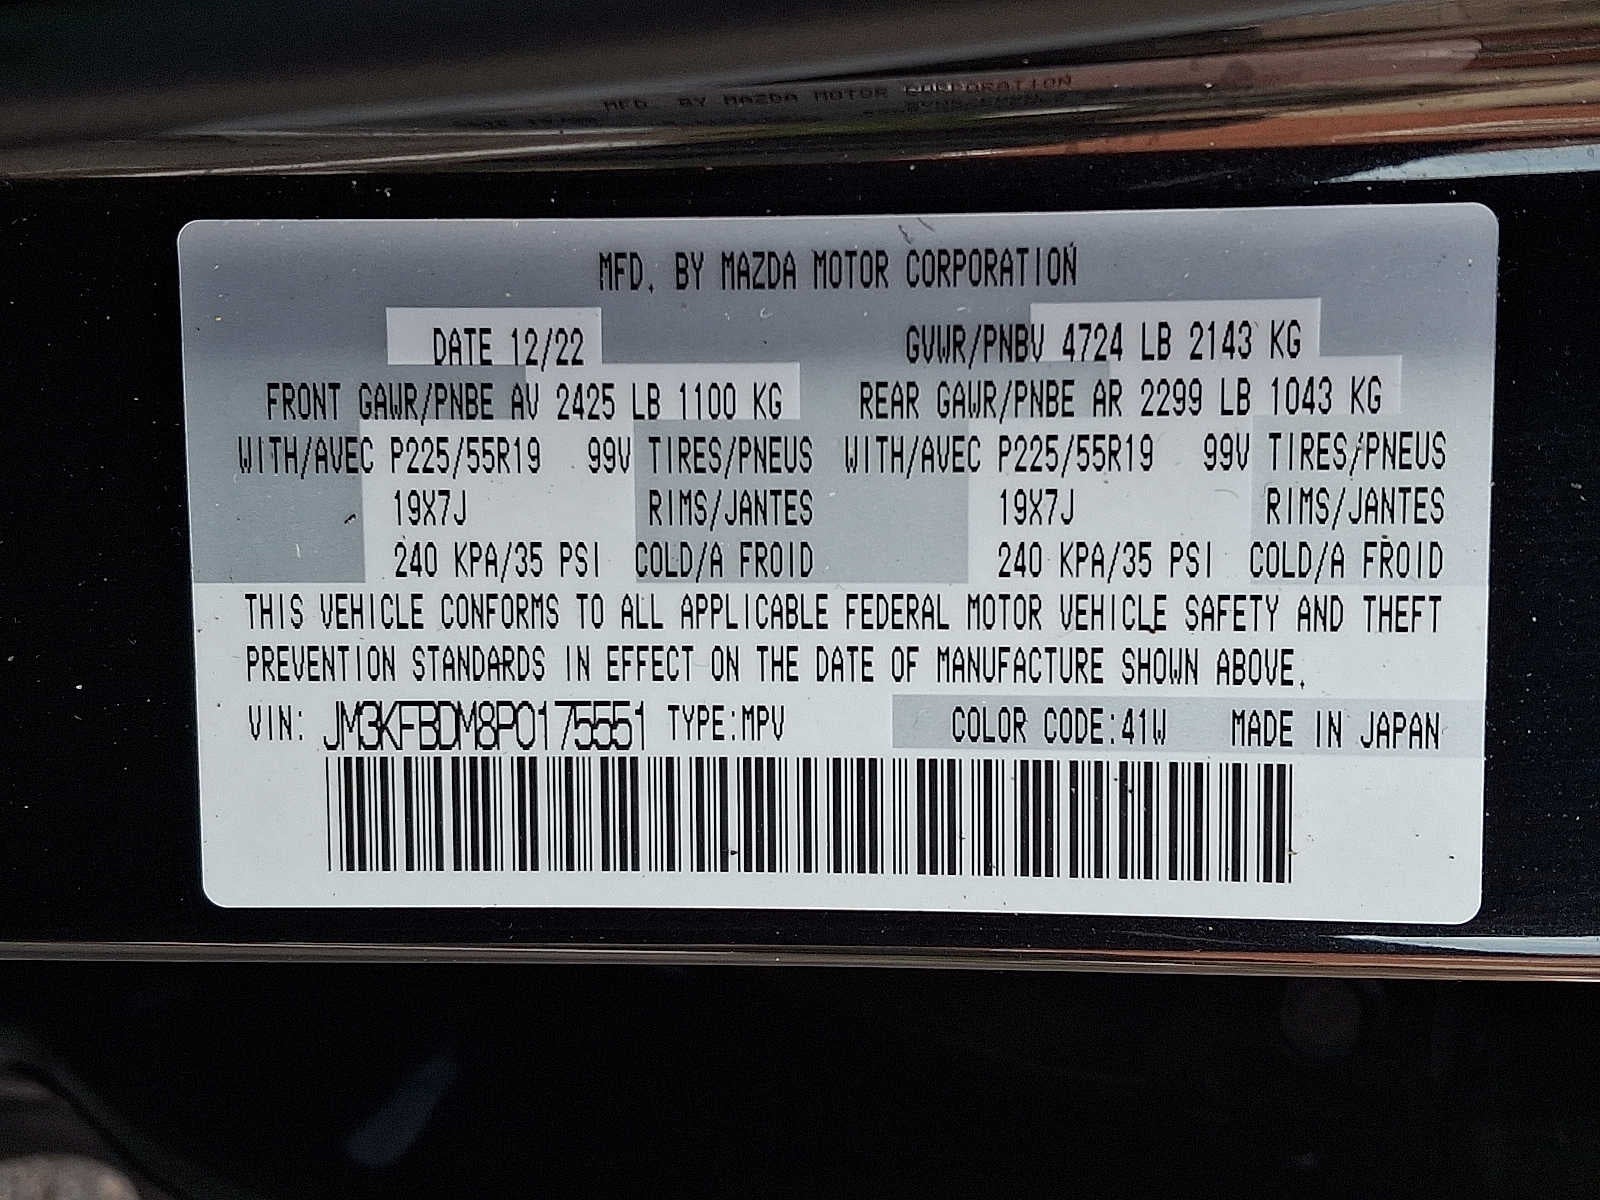 MFD. BY MAZDA MOTOR CORPORATION
MFD. BY MAZDA MOTOR CORPORATION
DATE 12/22 GVWR/PNBV 4724 LB 2143 KG
FRONT GAWR/PNBE AV 2425 LB 1100 KG REAR GAWR/PNBE AR 2299 LB 1043 KG
WITH/AVEC P225/55R19 99V TIRES/PNEUS WITH/AVEC P225/55R19 99V TIRES/PNEUS
19X7J RIMS/JANTES 19X7J RIMS/JANTES
240 KPA/35 PSI COLD/A FROID 240 KPA/35 PSI COLD/A FROID
THIS VEHICLE CONFORMS TO ALL APPLICABLE FEDERAL MOTOR VEHICLE SAFETY AND THEFT
PREVENTION STANDARDS IN EFFECT ON THE DATE OF MANUFACTURE SHOWN ABOVE.
VIN: JM3KFBDM8P0175551 TYPE:MPV COLOR CODE:41W MADE IN JAPAN